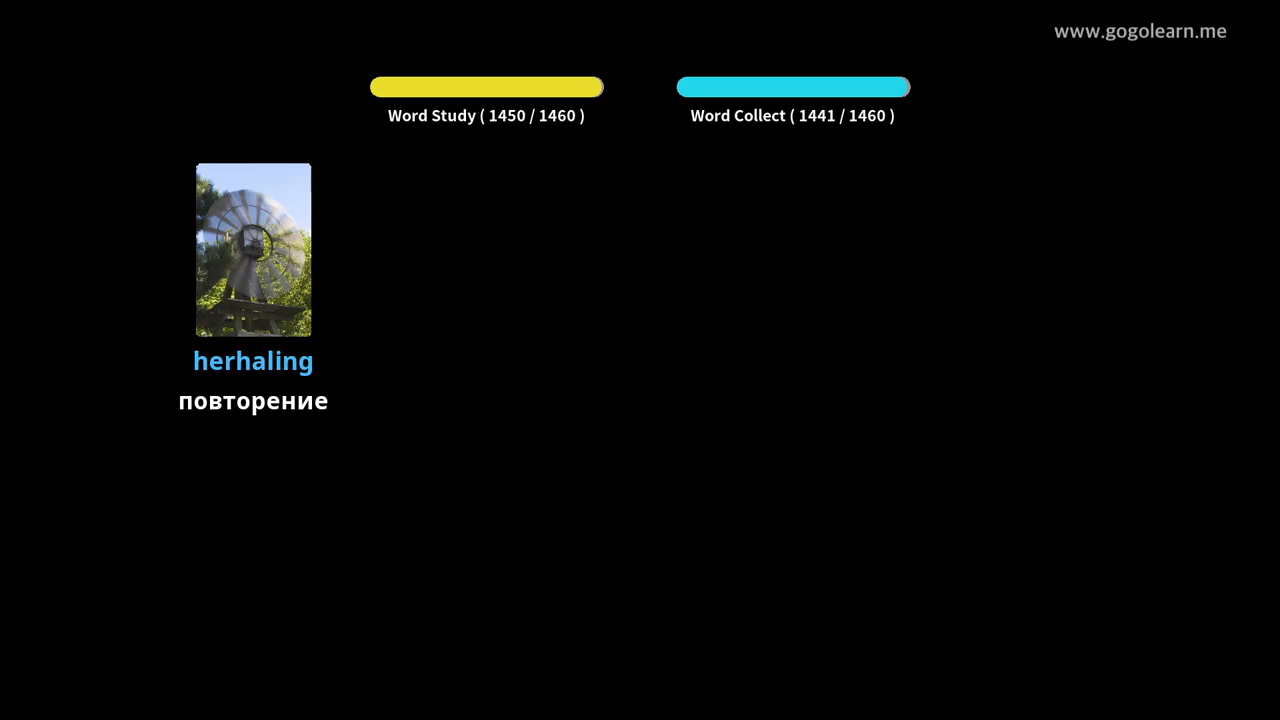 www.gogolearn.me
Word Study ( 1450 / 1460 )
Word Collect ( 1441 / 1460 )
herhaling
повторение